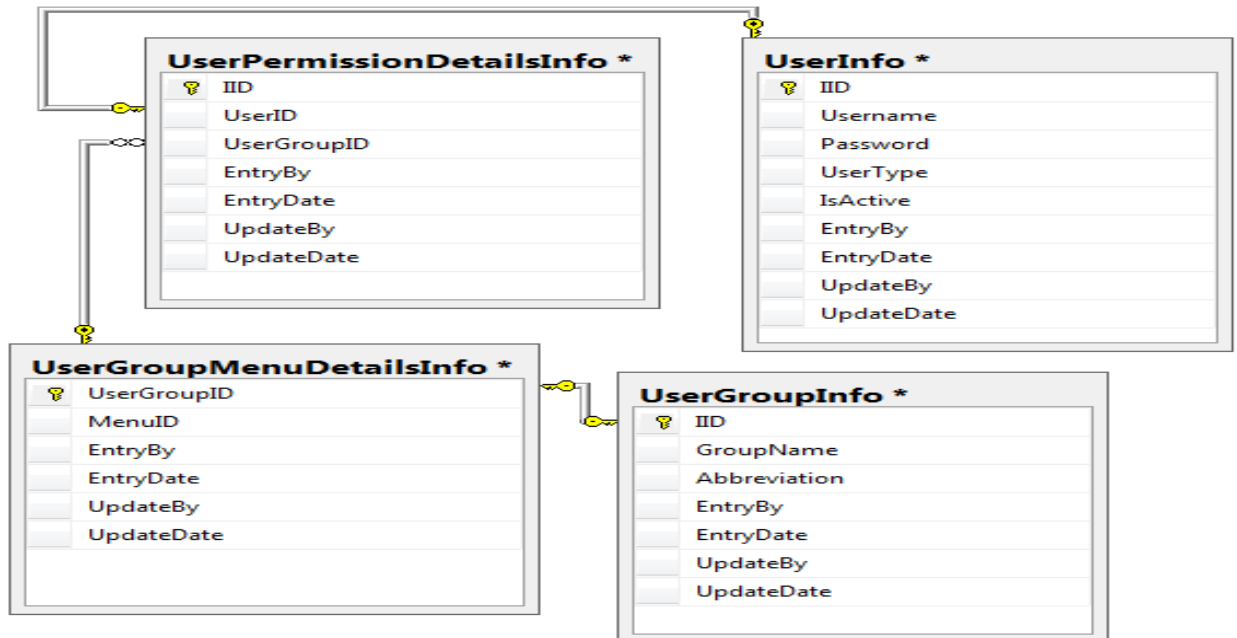 UserPermissionDetailsInfo *
IID
UserID
UserGroupID
EntryBy
EntryDate
UpdateBy
UpdateDate
UserInfo *
IID
Username
Password
UserType
IsActive
EntryBy
EntryDate
UpdateBy
UpdateDate
UserGroupMenuDetailsInfo *
UserGroupID
MenuID
EntryBy
EntryDate
UpdateBy
UpdateDate
UserGroupInfo *
IID
GroupName
Abbreviation
EntryBy
EntryDate
UpdateBy
UpdateDate